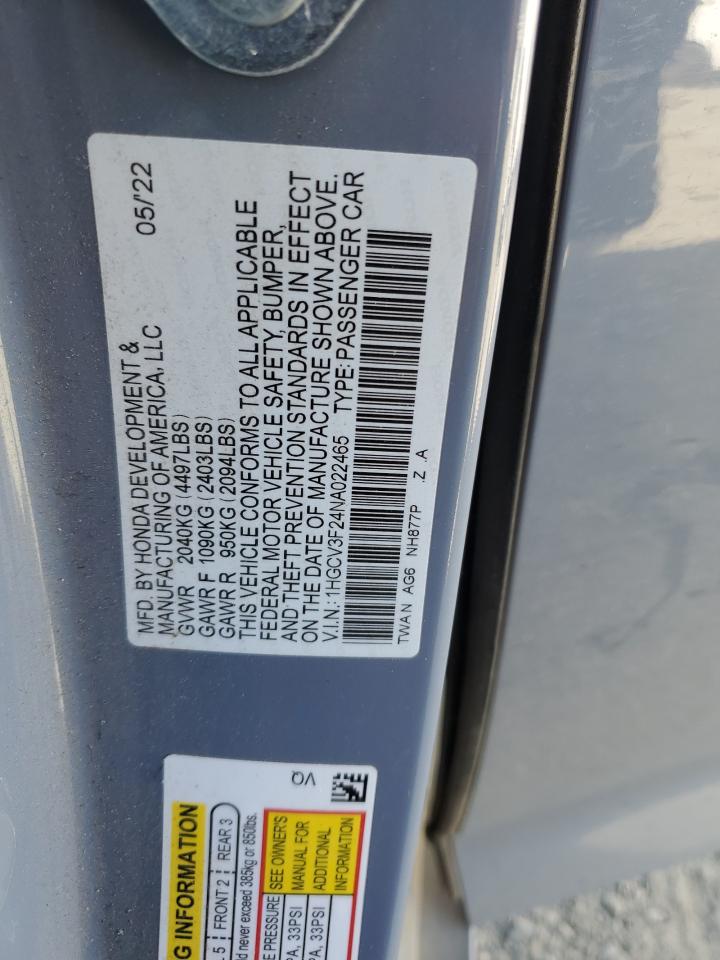 MFD. BY HONDA DEVELOPMENT & 05/'22
MANUFACTURING OF AMERICA, LLC
GVWR 2040KG (4497LBS)
GAWR F 1090KG (2403LBS)
GAWR R 950KG (2094LBS)
THIS VEHICLE CONFORMS TO ALL APPLICABLE
FEDERAL MOTOR VEHICLE SAFETY, BUMPER,
AND THEFT PREVENTION STANDARDS IN EFFECT
ON THE DATE OF MANUFACTURE SHOWN ABOVE.
V.I.N.: 1HGCV3F24NA022465 TYPE: PASSENGER CAR
TWA N AG6 NH877P .Z .A
G INFORMATION
5 FRONT 2 REAR 3
never exceed 385kg or 850lbs.
PRESSURE SEE OWNER'S
PA, 33PSI MANUAL FOR
PA, 33PSI ADDITIONAL
INFORMATION
VO